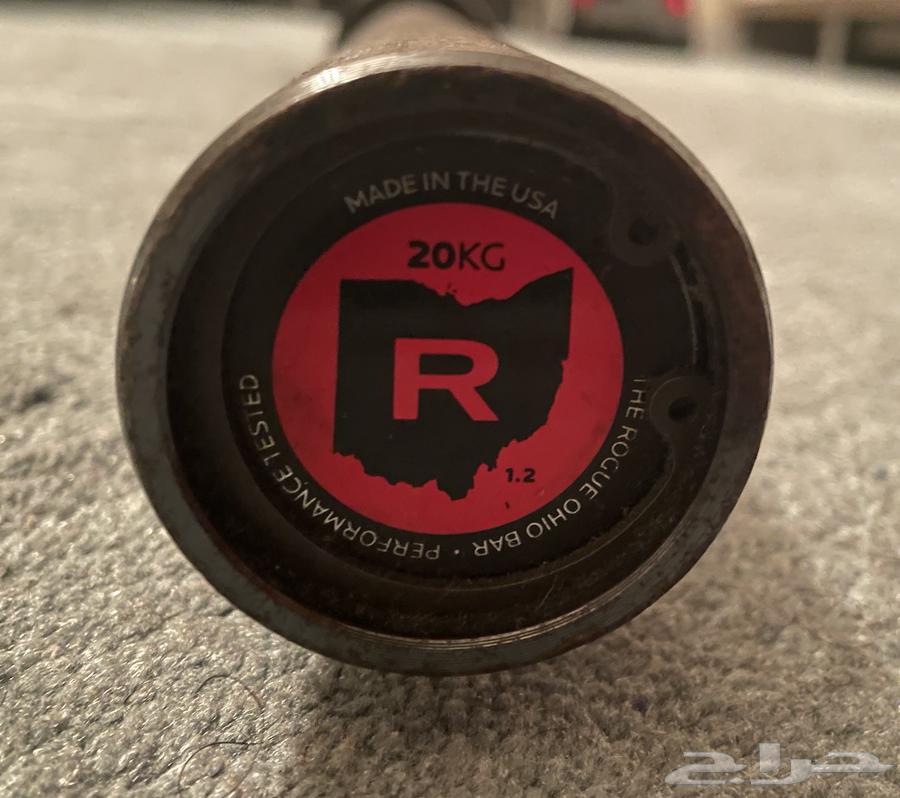 MADE IN THE USA
20KG
R
1.2
THE ROGUE OHIO BAR • PERFORMANCE TESTED
حراج